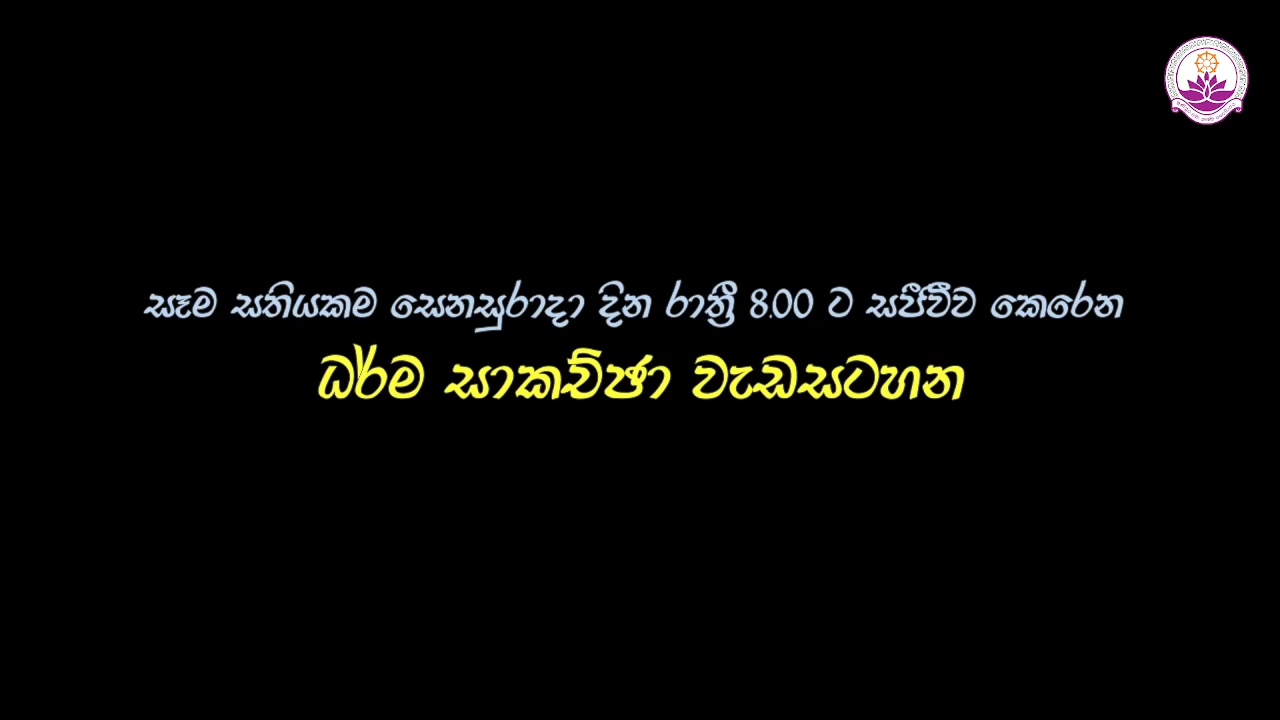 සෑම සතියකම සෙනසුරාදා දින රාත්‍රී 8.00 ට සජීවීව කෙරෙන
ධර්ම සාකච්ඡා වැඩසටහන